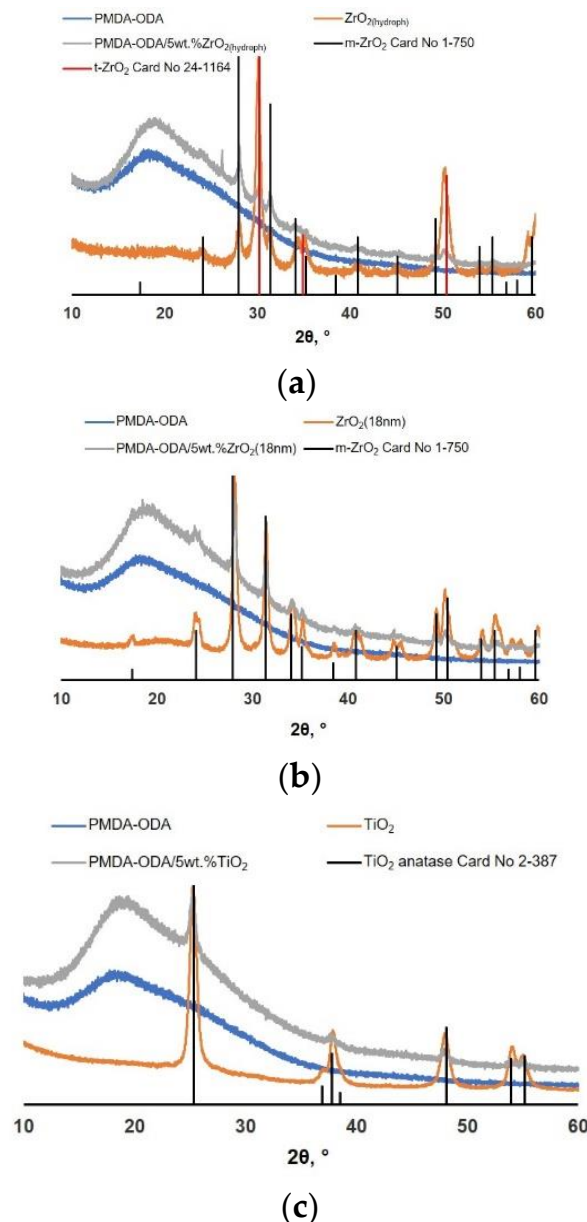 PMDA-ODA ZrO₂(hydroph)
PMDA-ODA/5wt.%ZrO₂(hydroph) m-ZrO₂ Card No 1-750
t-ZrO₂ Card No 24-1164
10 20 30 40 50 60
2θ, °
(a)
PMDA-ODA ZrO₂(18nm)
PMDA-ODA/5wt.%ZrO₂(18nm) m-ZrO₂ Card No 1-750
10 20 30 40 50 60
2θ, °
(b)
PMDA-ODA TiO₂
PMDA-ODA/5wt.%TiO₂ TiO₂ anatase Card No 2-387
10 20 30 40 50 60
2θ, °
(c)